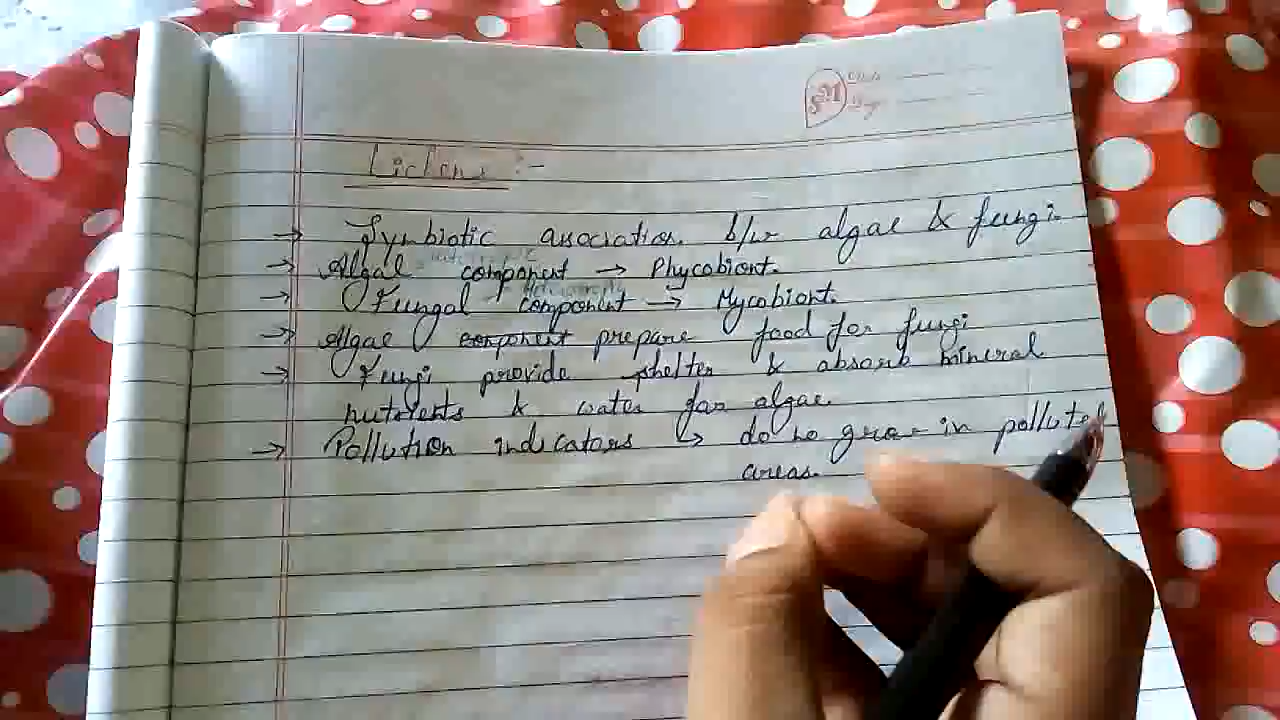 Lichens :-
→ Symbiotic association b/w algae & fungi.
→ Algal component → Phycobiont.
→ Fungal component → Mycobiont.
→ Algae component prepare food for fungi
→ Fungi provide shelter & absorb mineral
nutrients & water for algae.
→ Pollution indicators ↳ do no grow in polluted
areas.